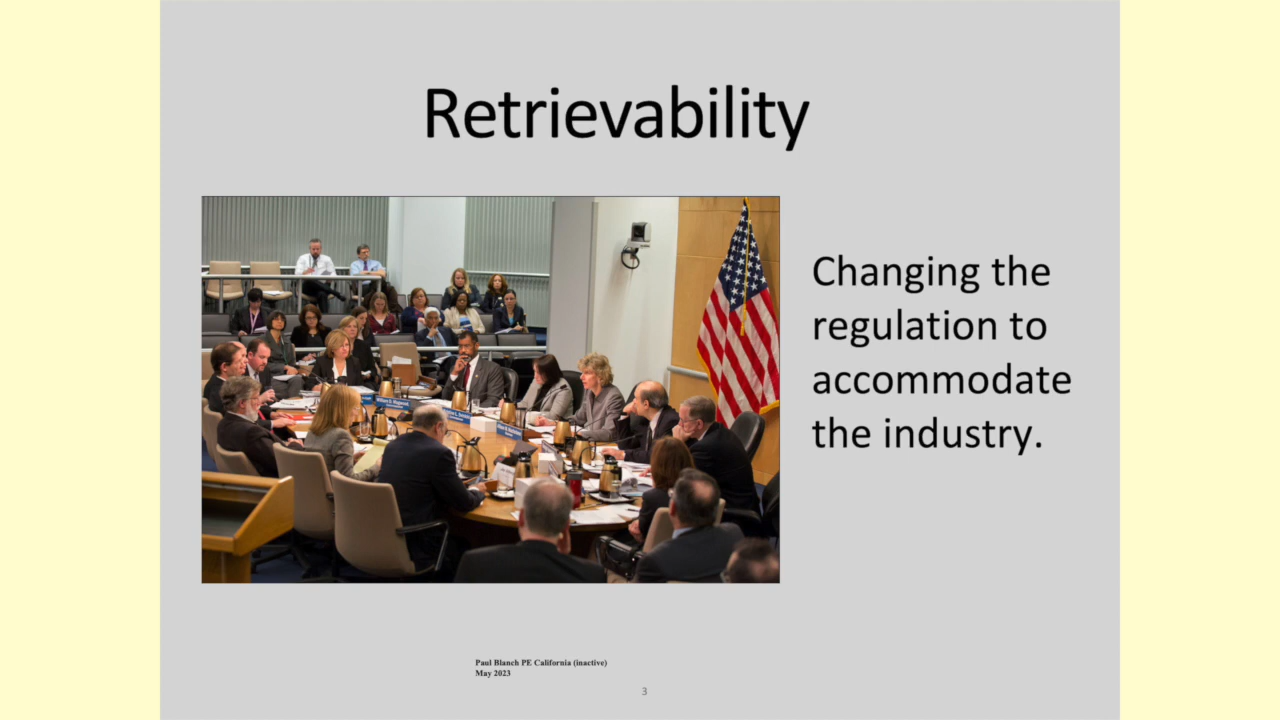 Retrievability
Changing the
regulation to
accommodate
the industry.
Paul Blanch PE California (inactive)
May 2023
3